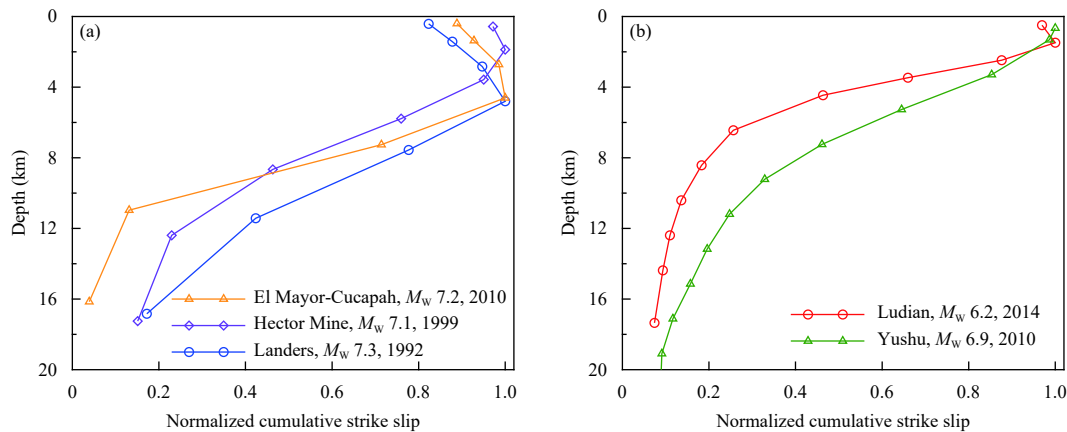 (a)
0
4
8
12
16
20
Depth (km)
El Mayor-Cucapah, MW 7.2, 2010
Hector Mine, MW 7.1, 1999
Landers, MW 7.3, 1992
0 0.2 0.4 0.6 0.8 1.0
Normalized cumulative strike slip
(b)
0
4
8
12
16
20
Depth (km)
Ludian, MW 6.2, 2014
Yushu, MW 6.9, 2010
0 0.2 0.4 0.6 0.8 1.0
Normalized cumulative strike slip